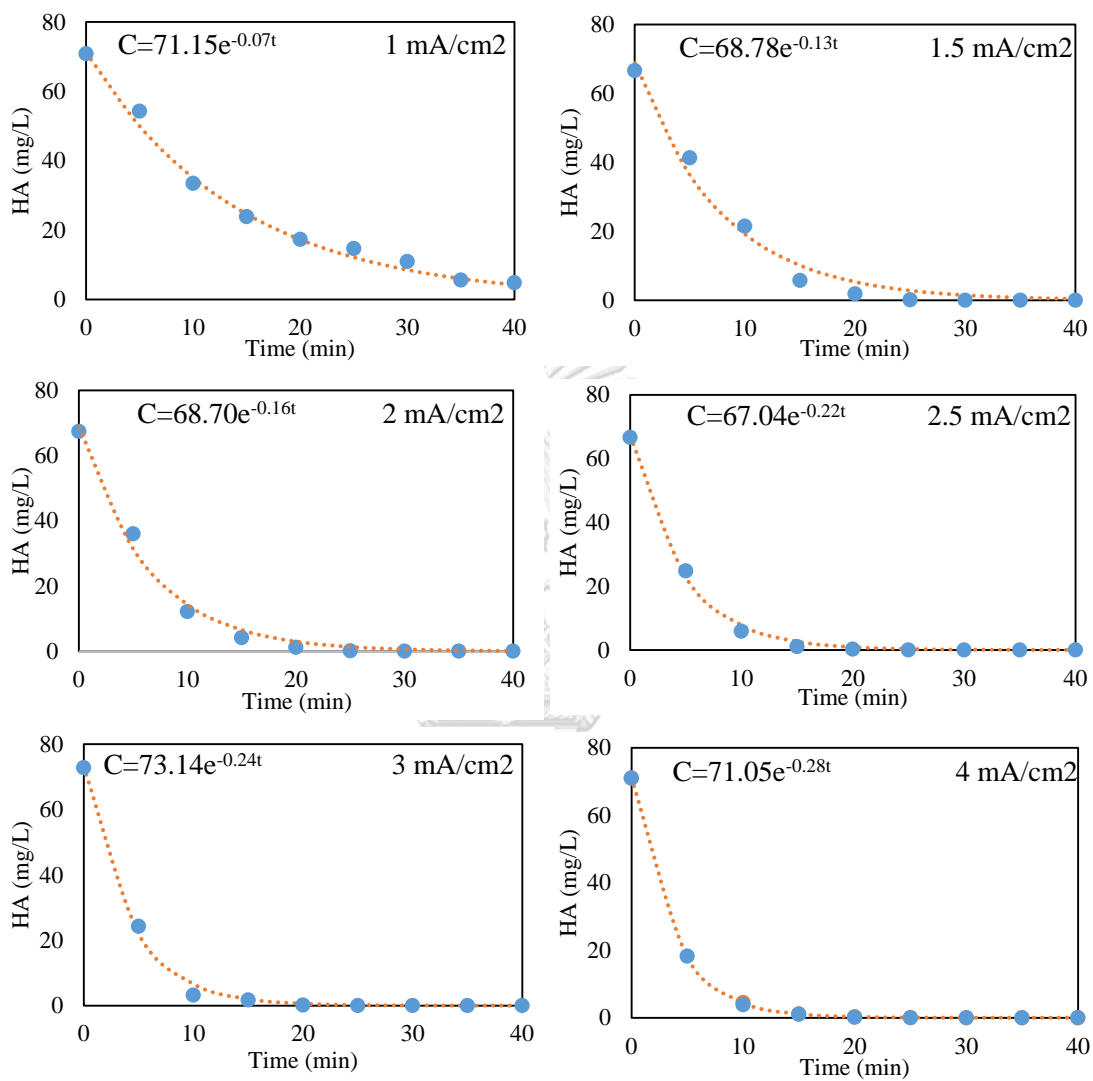 C=71.15e^-0.07t 1 mA/cm2
HA (mg/L)
80
60
40
20
0
0 10 20 30 40
Time (min)
C=68.78e^-0.13t 1.5 mA/cm2
HA (mg/L)
80
60
40
20
0
0 10 20 30 40
Time (min)
C=68.70e^-0.16t 2 mA/cm2
HA (mg/L)
80
60
40
20
0
0 10 20 30 40
Time (min)
C=67.04e^-0.22t 2.5 mA/cm2
HA (mg/L)
80
60
40
20
0
0 10 20 30 40
Time (min)
C=73.14e^-0.24t 3 mA/cm2
HA (mg/L)
80
60
40
20
0
0 10 20 30 40
Time (min)
C=71.05e^-0.28t 4 mA/cm2
HA (mg/L)
80
60
40
20
0
0 10 20 30 40
Time (min)